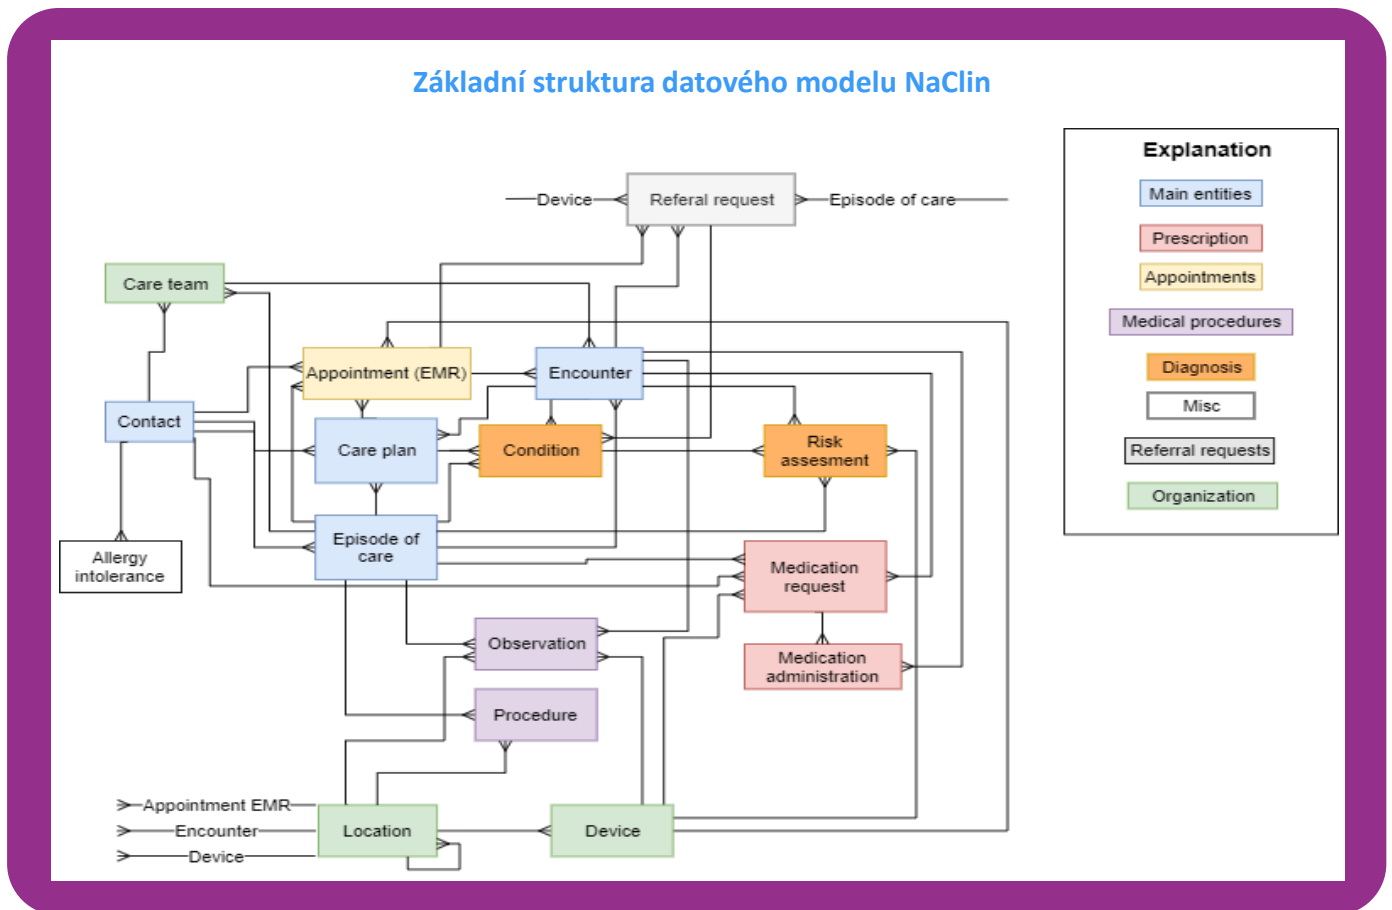 Základní struktura datového modelu NaClin
Explanation
Main entities
Prescription
Appointments
Medical procedures
Diagnosis
Misc
Referral requests
Organization
Device
Referal request
Episode of care
Care team
Appointment (EMR)
Encounter
Contact
Care plan
Condition
Risk
assesment
Episode of
care
Allergy
intolerance
Medication
request
Observation
Medication
administration
Procedure
Appointment EMR
Encounter
Device
Location
Device